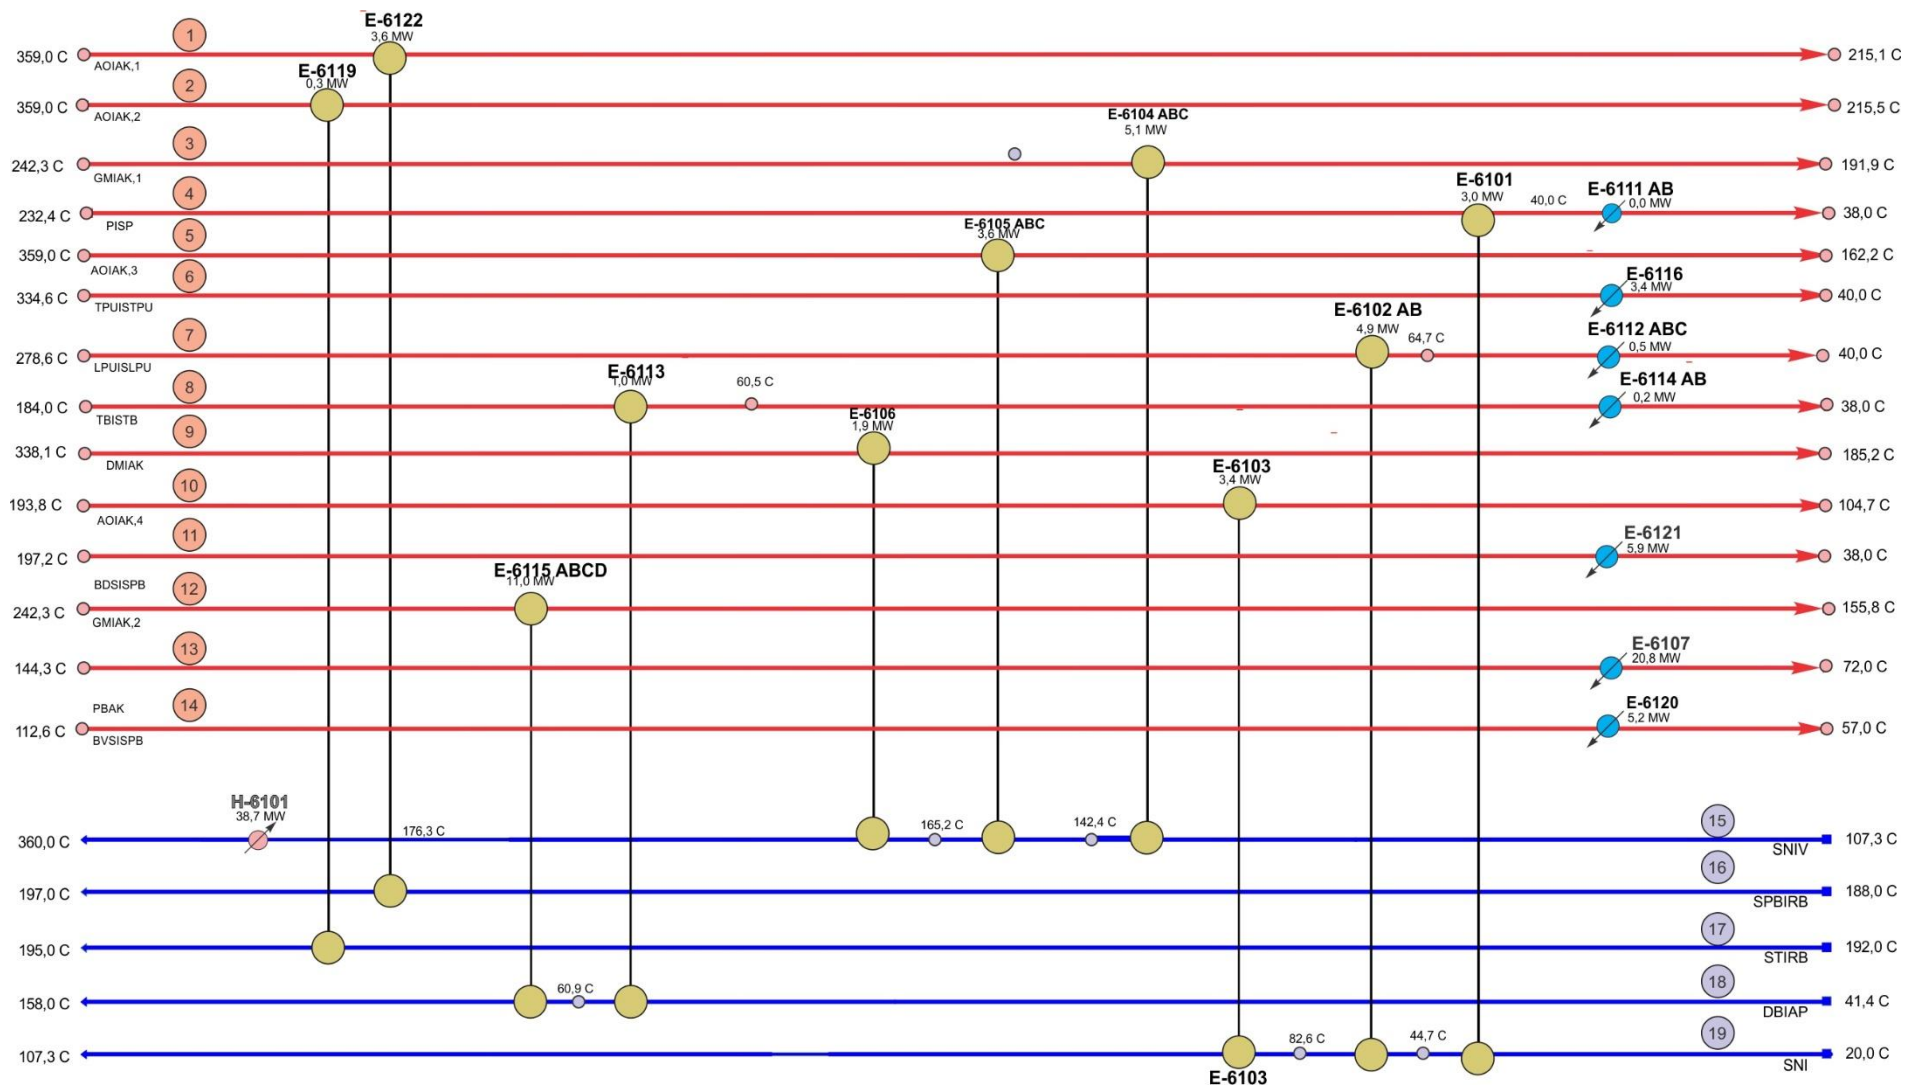 E-6122
3,6 MW
1
359,0 C
AOIAK,1
215,1 C
E-6119
0,3 MW
2
359,0 C
AOIAK,2
215,5 C
E-6104 ABC
5,1 MW
3
242,3 C
GMIAK,1
191,9 C
E-6101
3,0 MW
40,0 C
E-6111 AB
0,0 MW
4
232,4 C
PISP
38,0 C
E-6105 ABC
3,6 MW
5
359,0 C
AOIAK,3
162,2 C
6
E-6116
3,4 MW
334,6 C
TPUISTPU
40,0 C
E-6102 AB
4,9 MW
64,7 C
E-6112 ABC
0,5 MW
7
278,6 C
LPUISLPU
40,0 C
E-6113
1,0 MW
60,5 C
E-6114 AB
0,2 MW
8
184,0 C
TBISTB
38,0 C
E-6106
1,9 MW
9
338,1 C
DMIAK
185,2 C
E-6103
3,4 MW
10
193,8 C
AOIAK,4
104,7 C
E-6121
5,9 MW
11
197,2 C
BDSISPB
38,0 C
E-6115 ABCD
11,0 MW
12
242,3 C
GMIAK,2
155,8 C
E-6107
20,8 MW
13
144,3 C
PBAK
72,0 C
E-6120
5,2 MW
14
112,6 C
BVSISPB
57,0 C
H-6101
38,7 MW
176,3 C
165,2 C
142,4 C
15
360,0 C
107,3 C
SNIV
16
197,0 C
188,0 C
SPBIRB
17
195,0 C
192,0 C
STIRB
60,9 C
18
158,0 C
41,4 C
DBIAP
82,6 C
44,7 C
19
107,3 C
20,0 C
SNI
E-6103